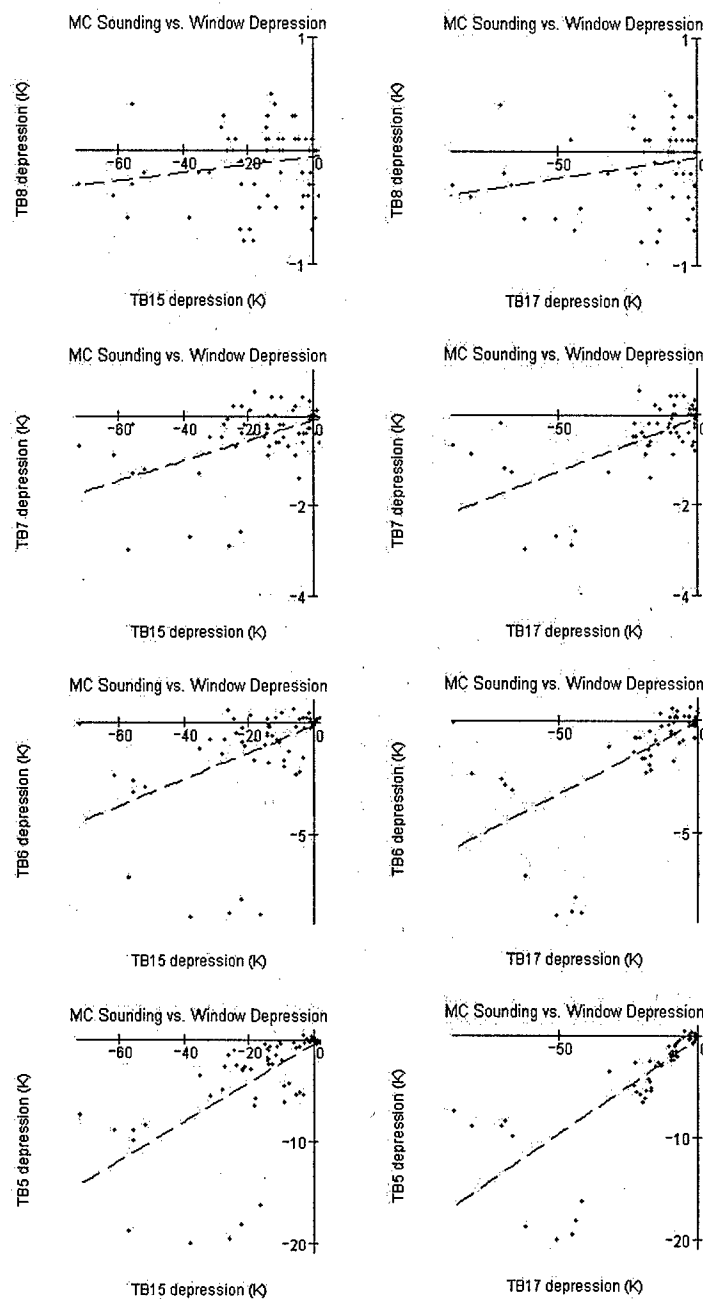 MC Sounding vs. Window Depression
TB8 depression (K)
1
-60
-40
-20
0
-1
TB15 depression (K)
MC Sounding vs. Window Depression
TB8 depression (K)
1
-50
0
-1
TB17 depression (K)
MC Sounding vs. Window Depression
TB7 depression (K)
-60
-40
-20
0
-2
-4
TB15 depression (K)
MC Sounding vs. Window Depression
TB7 depression (K)
-50
0
-2
-4
TB17 depression (K)
MC Sounding vs. Window Depression
TB6 depression (K)
-60
-40
-20
0
-5
TB15 depression (K)
MC Sounding vs. Window Depression
TB6 depression (K)
-50
0
-5
TB17 depression (K)
MC Sounding vs. Window Depression
TB5 depression (K)
-60
-40
-20
0
-10
-20
TB15 depression (K)
MC Sounding vs. Window Depression
TB5 depression (K)
-50
0
-10
-20
TB17 depression (K)